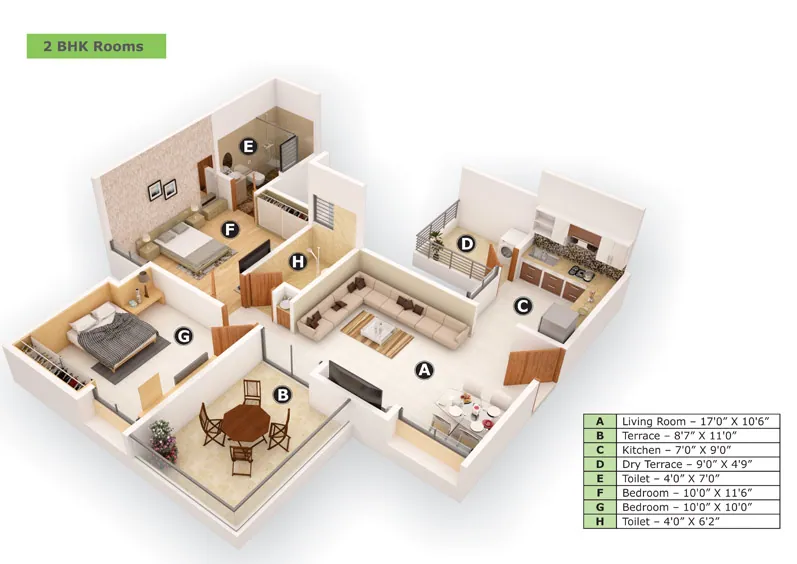 2 BHK Rooms
E
F
H
D
C
G
A
B
A Living Room – 17'0” X 10'6”
B Terrace – 8'7” X 11'0”
C Kitchen – 7'0” X 9'0”
D Dry Terrace – 9'0” X 4'9”
E Toilet – 4'0” X 7'0”
F Bedroom – 10'0” X 11'6”
G Bedroom – 10'0” X 10'0”
H Toilet – 4'0” X 6'2”